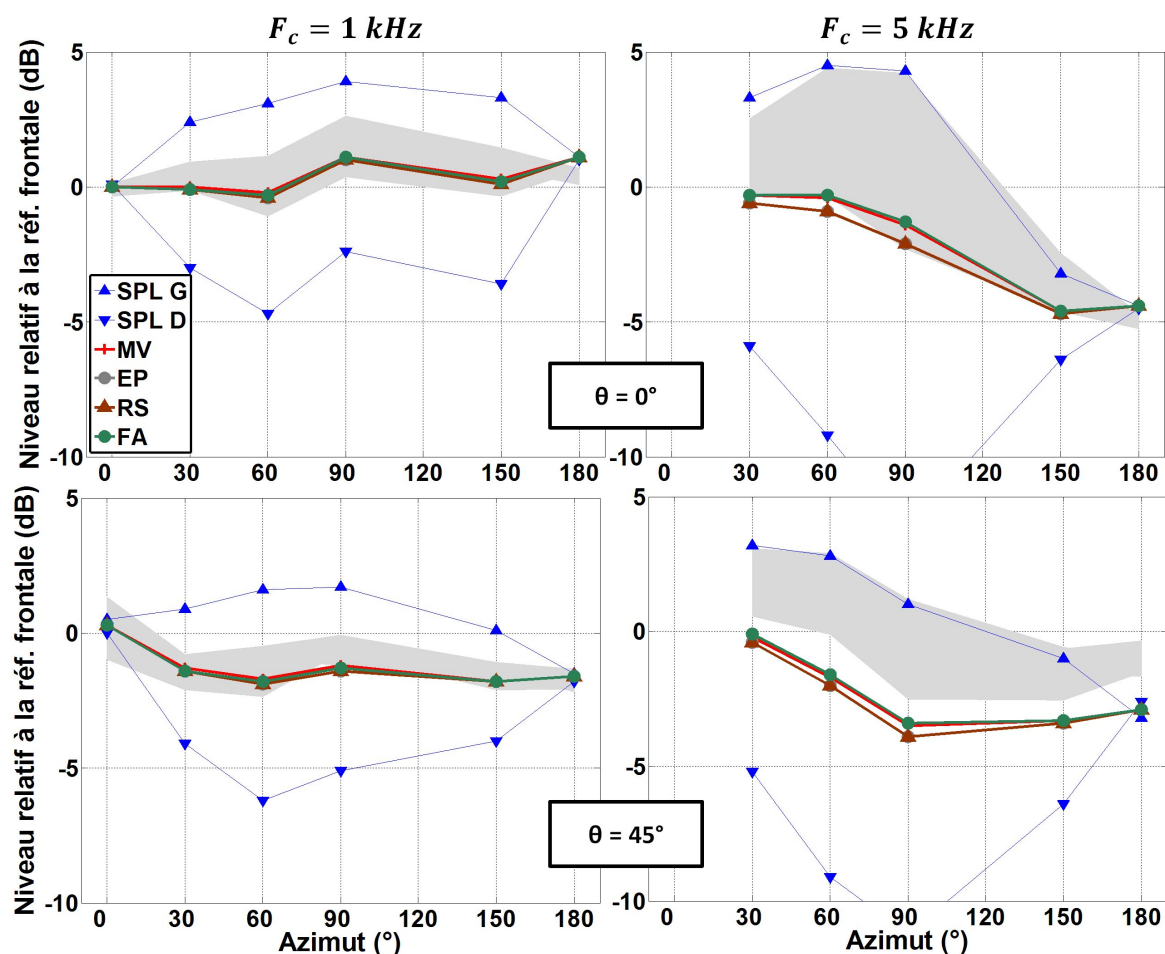 F_c = 1 kHz
F_c = 5 kHz
Niveau relatif à la réf. frontale (dB)
5
0
-5
-10
SPL G
SPL D
MV
EP
RS
FA
0 30 60 90 120 150 180
5
0
-5
-10
0 30 60 90 120 150 180
θ = 0°
Niveau relatif à la réf. frontale (dB)
5
0
-5
-10
0 30 60 90 120 150 180
Azimut (°)
5
0
-5
-10
0 30 60 90 120 150 180
Azimut (°)
θ = 45°